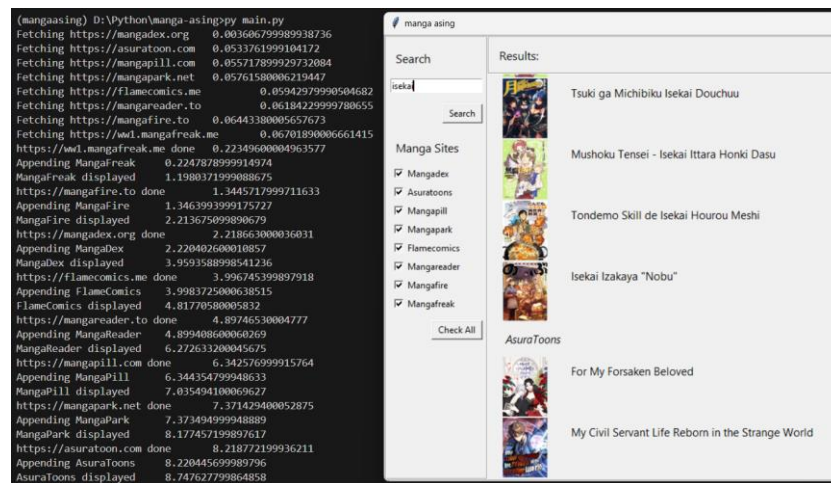 (mangaasing) D:\Python\manga-asing>py main.py
Fetching https://mangadex.org 0.003606799989938736
Fetching https://asuratoon.com 0.0533761999104172
Fetching https://mangapill.com 0.055717899929732084
Fetching https://mangapark.net 0.05761580006219447
Fetching https://flamecomics.me 0.05942979990504682
Fetching https://mangareader.to 0.06184229999780655
Fetching https://mangafire.to 0.06443380005657673
Fetching https://ww1.mangafreak.me 0.06701890006661415
https://ww1.mangafreak.me done 0.22349600004963577
Appending MangaFreak 0.2247878999914974
MangaFreak displayed 1.1980371999088675
https://mangafire.to done 1.3445717999711633
Appending MangaFire 1.3463993999175727
MangaFire displayed 2.213675099890679
https://mangadex.org done 2.218663000036031
Appending MangaDex 2.220402600010857
MangaDex displayed 3.9593588998541236
https://flamecomics.me done 3.996745399897918
Appending FlameComics 3.9983725000638515
FlameComics displayed 4.81770580005832
https://mangareader.to done 4.89746530004777
Appending MangaReader 4.899408600060269
MangaReader displayed 6.272633200045675
https://mangapill.com done 6.342576999915764
Appending MangaPill 6.344354799948633
MangaPill displayed 7.035494100069627
https://mangapark.net done 7.371429400052875
Appending MangaPark 7.373494999948889
MangaPark displayed 8.177457199897617
https://asuratoon.com done 8.218772199936211
Appending AsuraToons 8.220445699989796
AsuraToons displayed 8.747627799864858
manga asing
Search
isekai
Search
Manga Sites
Mangadex
Asuratoons
Mangapill
Mangapark
Flamecomics
Mangareader
Mangafire
Mangafreak
Check All
Results:
Tsuki ga Michibiku Isekai Douchuu
Mushoku Tensei - Isekai Ittara Honki Dasu
Tondemo Skill de Isekai Hourou Meshi
Isekai Izakaya "Nobu"
AsuraToons
For My Forsaken Beloved
My Civil Servant Life Reborn in the Strange World